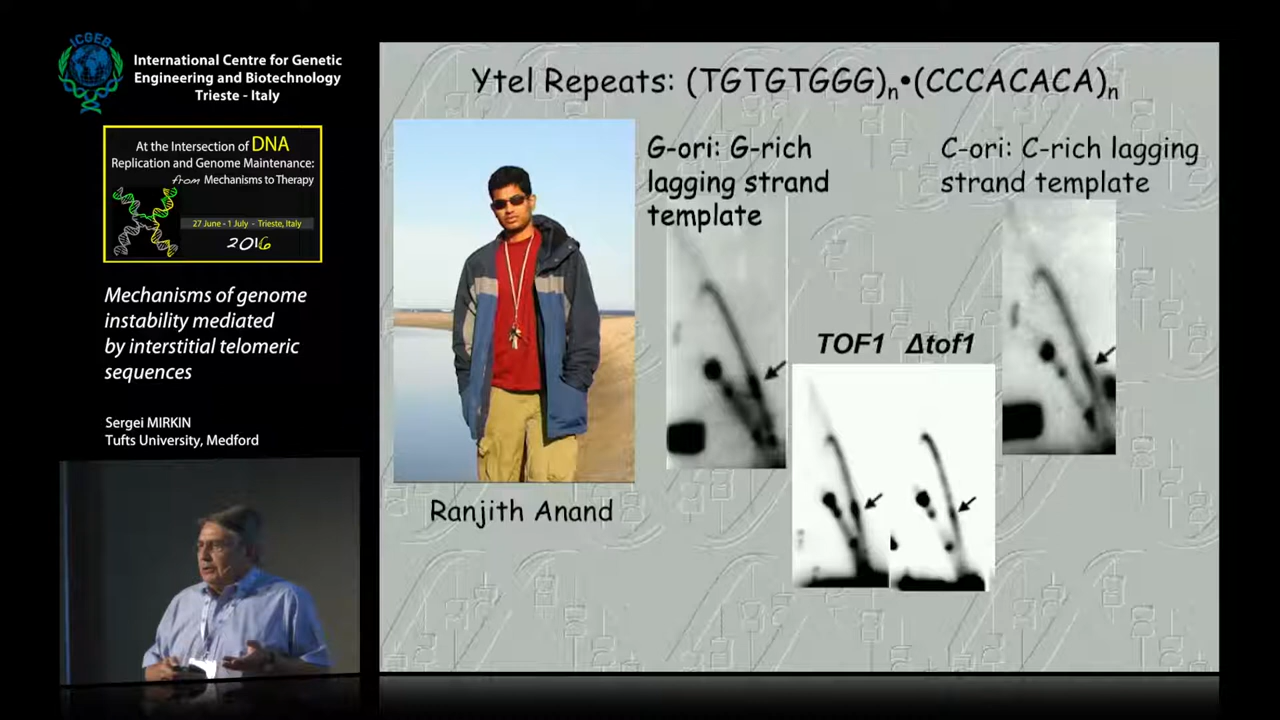 ICGEB
International Centre for Genetic
Engineering and Biotechnology
Trieste - Italy
At the Intersection of DNA
Replication and Genome Maintenance:
from Mechanisms to Therapy
27 June - 1 July - Trieste, Italy
2016
Mechanisms of genome
instability mediated
by interstitial telomeric
sequences
Sergei MIRKIN
Tufts University, Medford
Ytel Repeats: (TGTGTGGG)n•(CCCACACA)n
G-ori: G-rich
lagging strand
template
C-ori: C-rich lagging
strand template
TOF1 Δtof1
Ranjith Anand